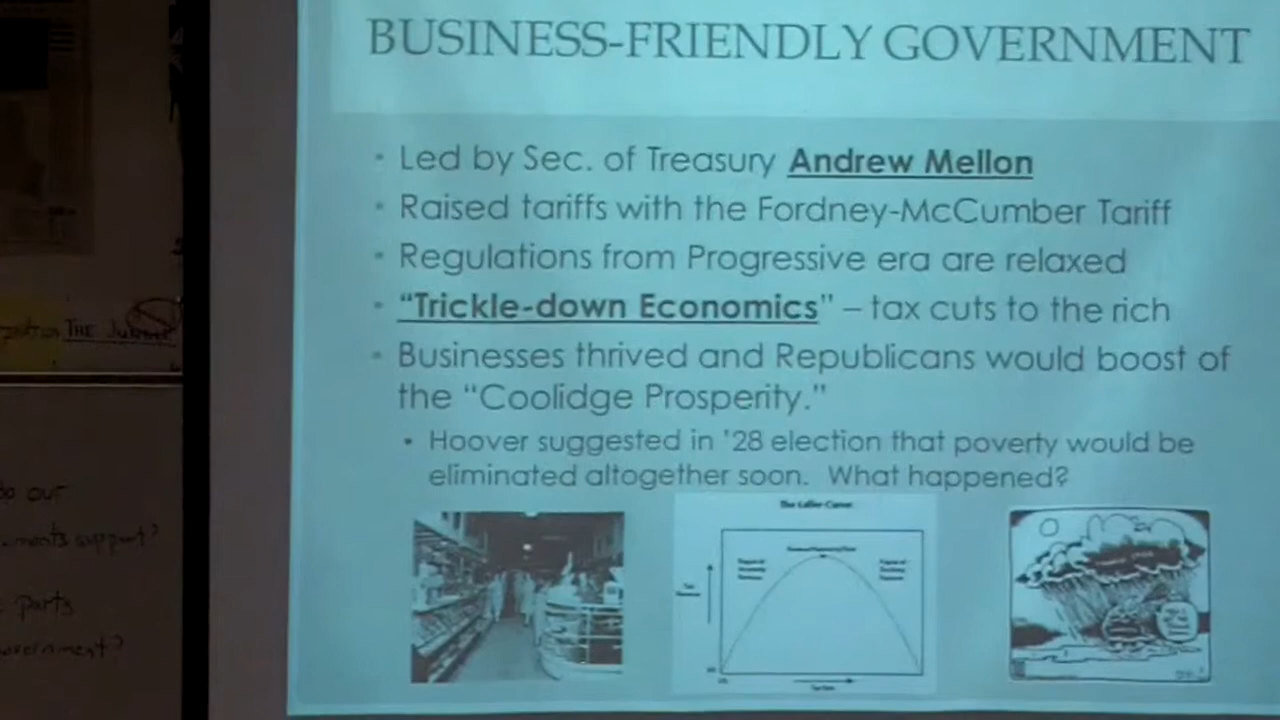 BUSINESS-FRIENDLY GOVERNMENT
Led by Sec. of Treasury Andrew Mellon
Raised tariffs with the Fordney-McCumber Tariff
Regulations from Progressive era are relaxed
“Trickle-down Economics” – tax cuts to the rich
Businesses thrived and Republicans would boost of
the “Coolidge Prosperity.”
Hoover suggested in ’28 election that poverty would be
eliminated altogether soon. What happened?
The Laffer Curve
THE
our
support?
parts